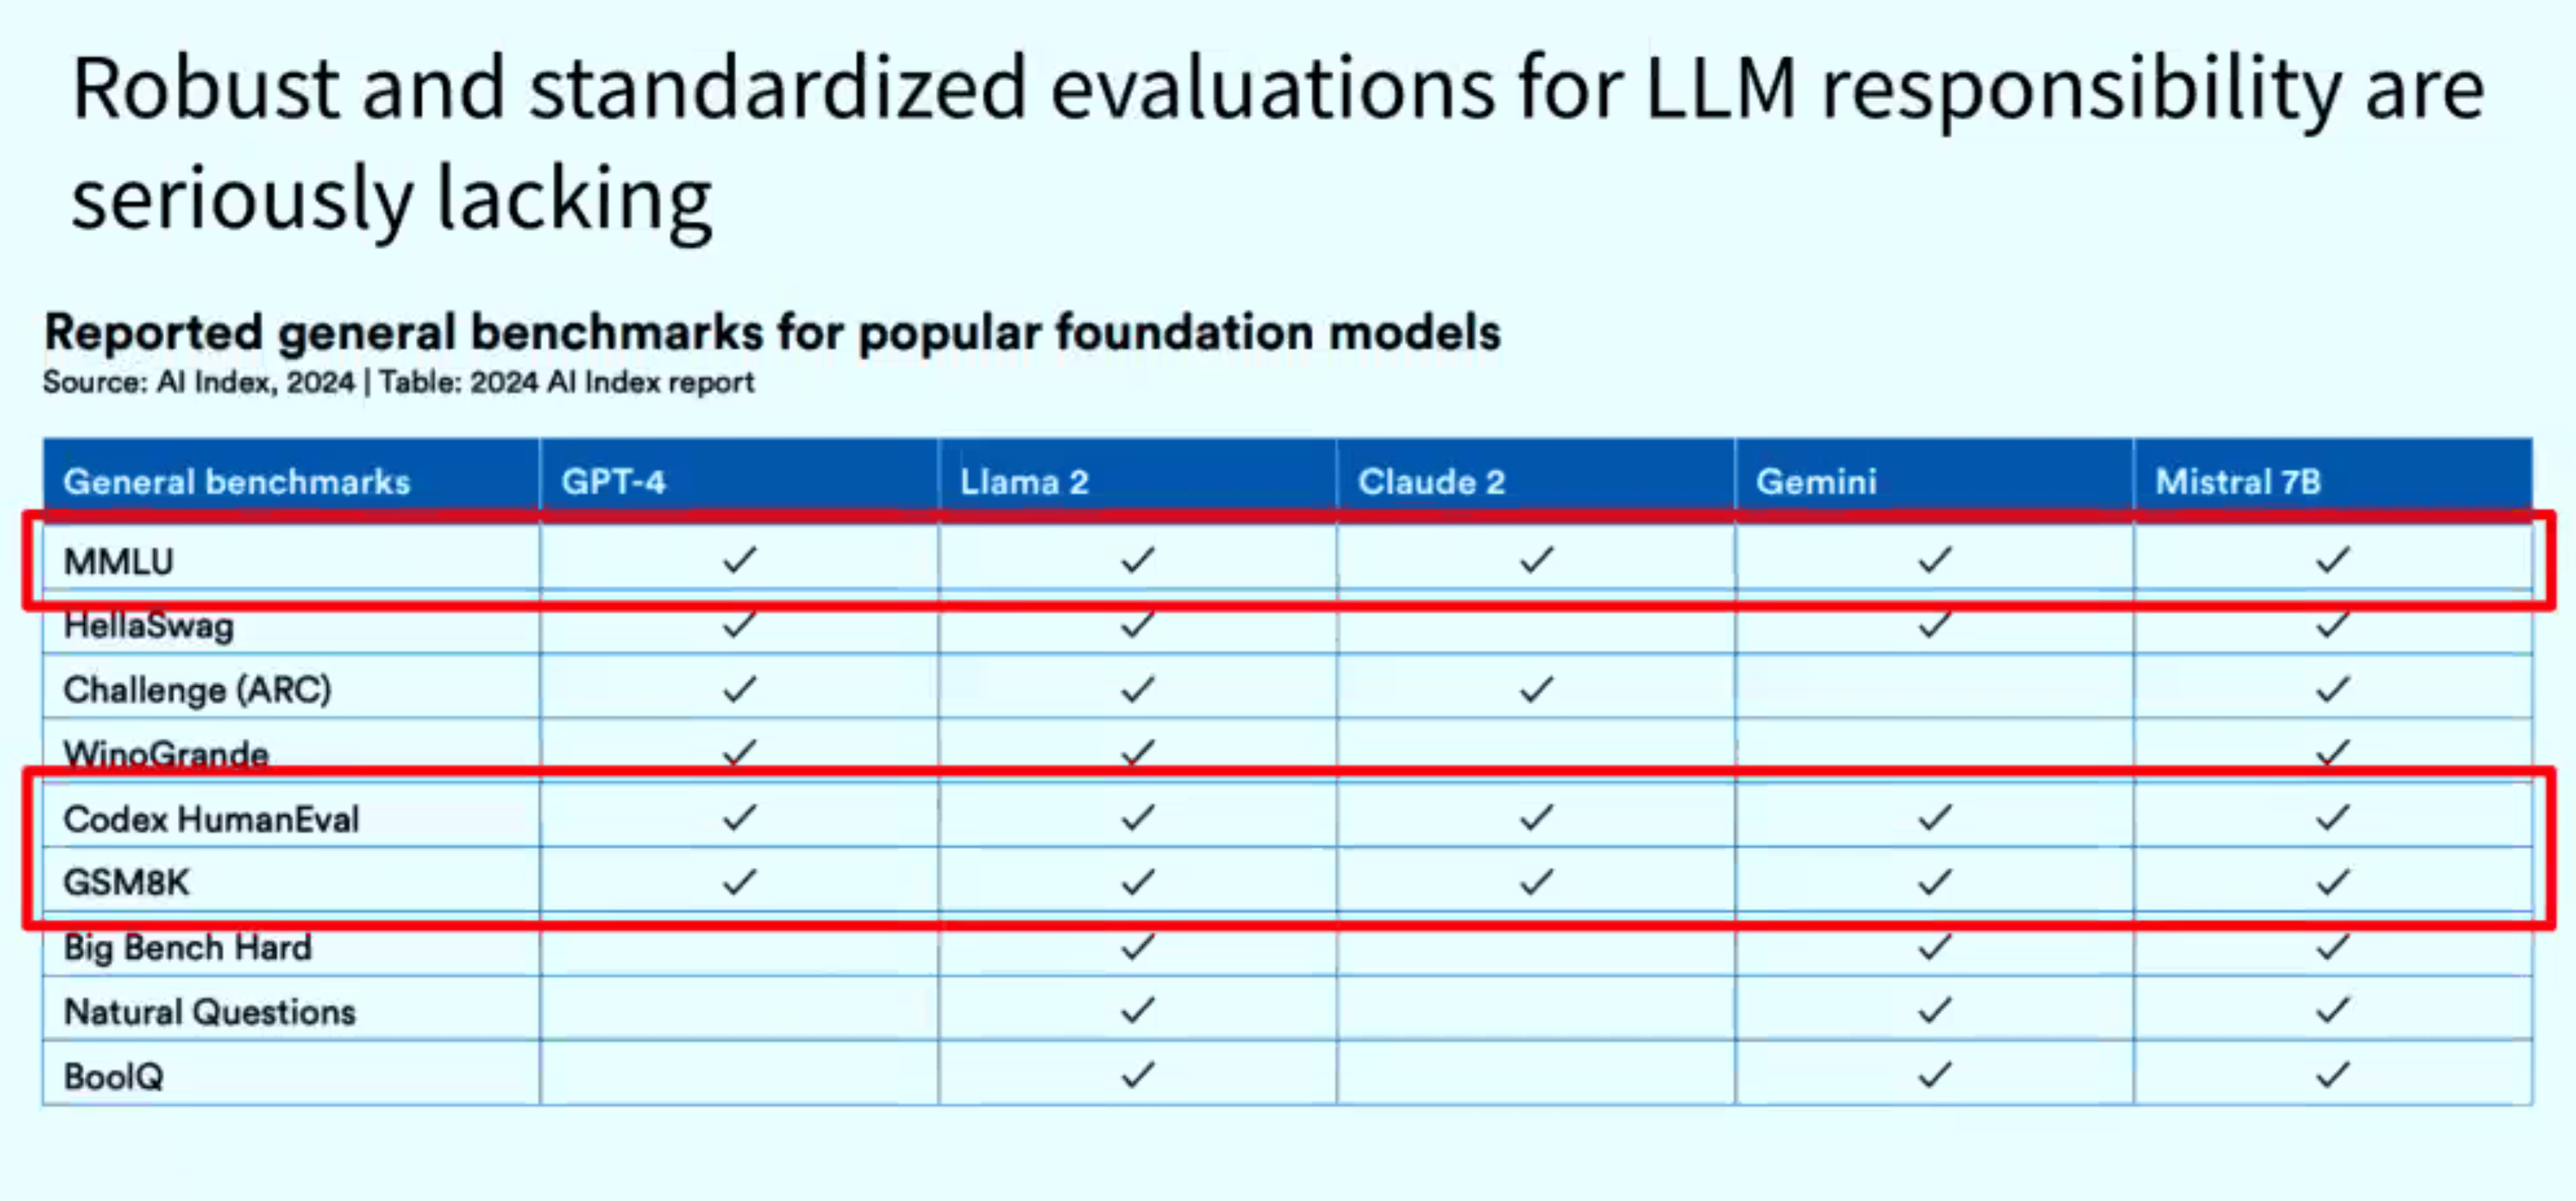 Robust and standardized evaluations for LLM responsibility are
seriously lacking
Reported general benchmarks for popular foundation models
Source: AI Index, 2024 | Table: 2024 AI Index report
General benchmarks GPT-4 Llama 2 Claude 2 Gemini Mistral 7B
MMLU ✓ ✓ ✓ ✓ ✓
HellaSwag ✓ ✓ ✓ ✓
Challenge (ARC) ✓ ✓ ✓ ✓
WinoGrande ✓ ✓ ✓
Codex HumanEval ✓ ✓ ✓ ✓ ✓
GSM8K ✓ ✓ ✓ ✓ ✓
Big Bench Hard ✓ ✓ ✓
Natural Questions ✓ ✓ ✓
BoolQ ✓ ✓ ✓